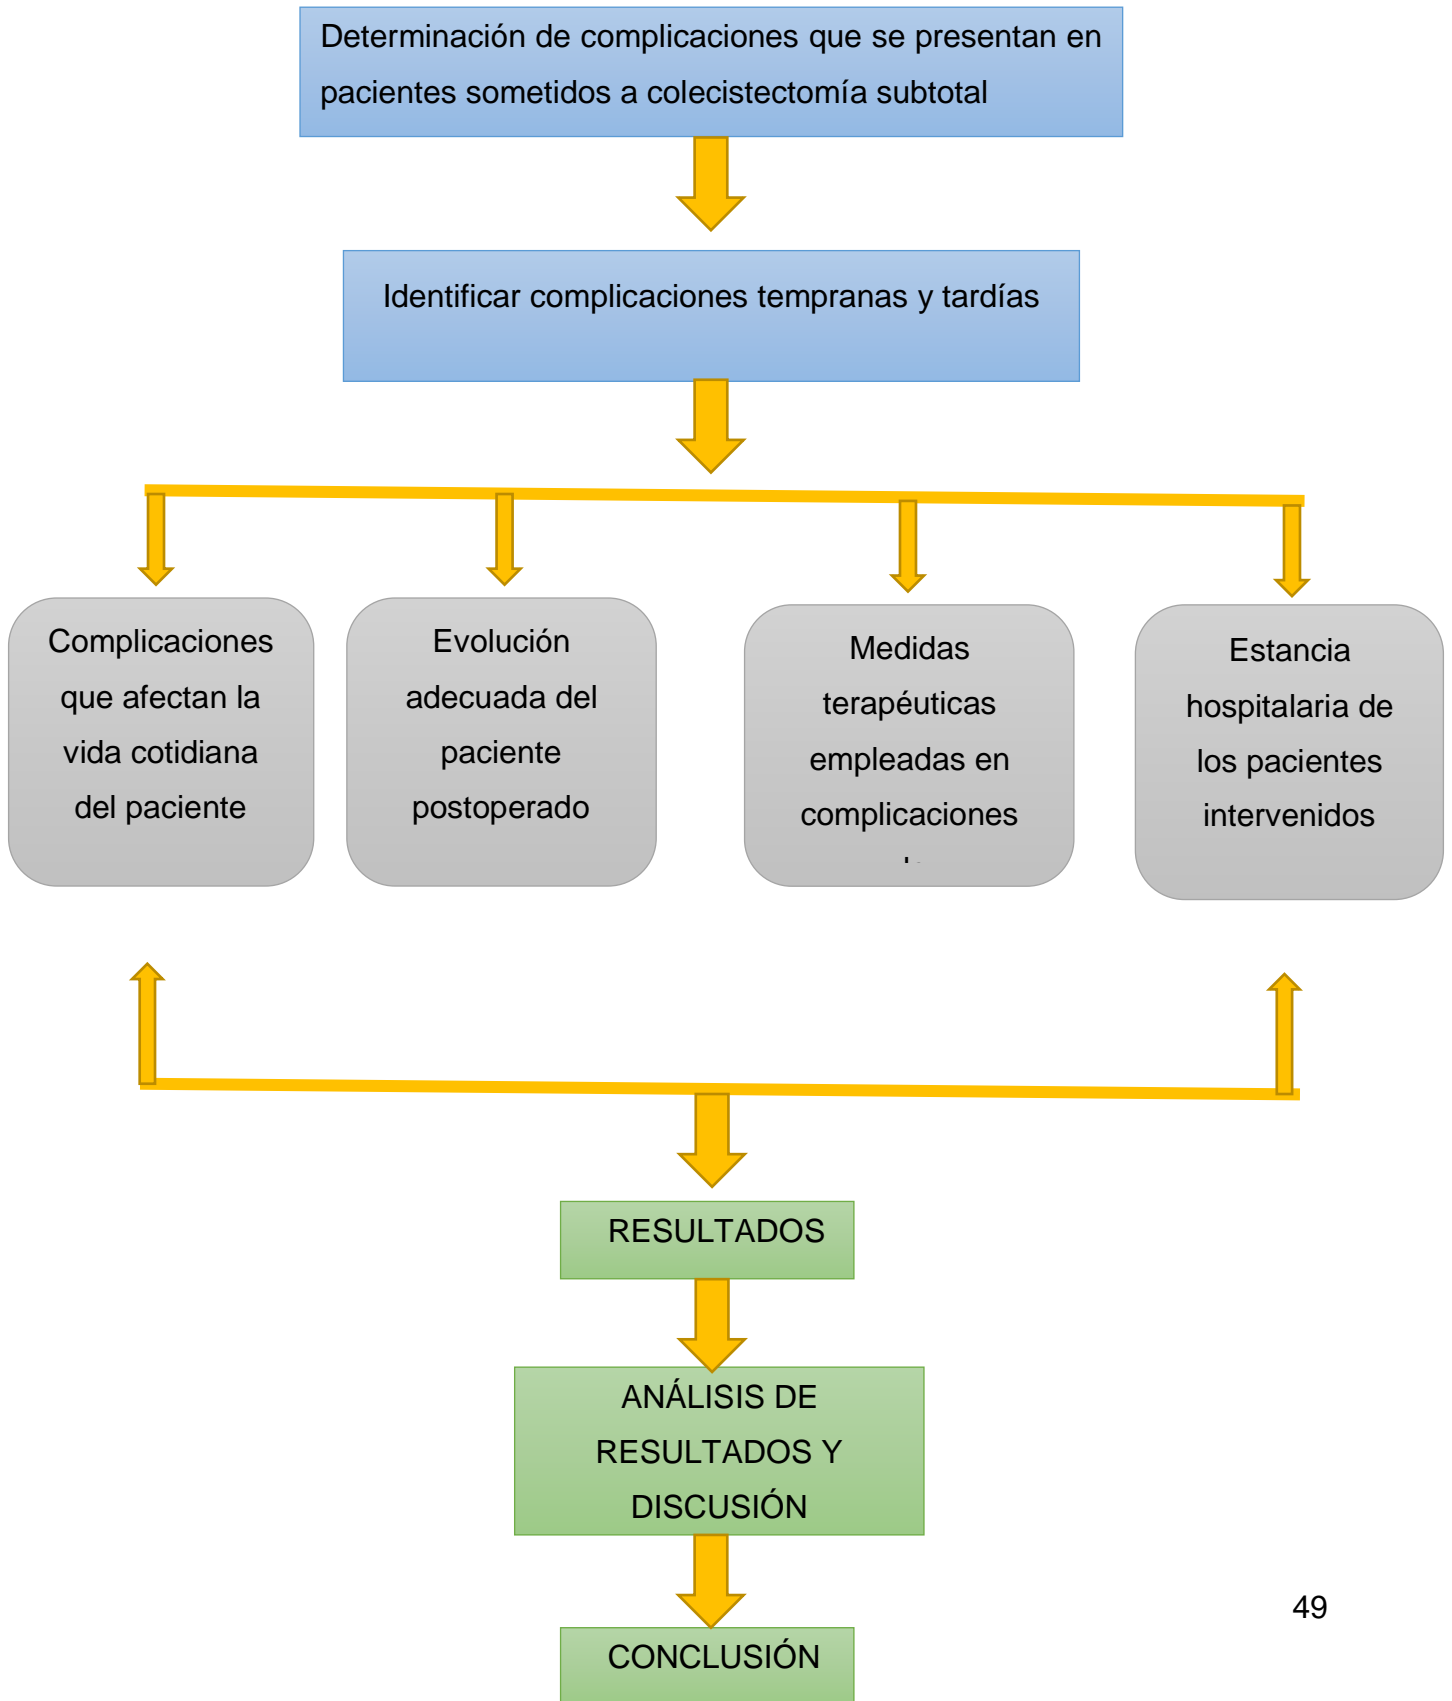 Determinación de complicaciones que se presentan en
pacientes sometidos a colecistectomía subtotal
Identificar complicaciones tempranas y tardías
Complicaciones
que afectan la
vida cotidiana
del paciente
Evolución
adecuada del
paciente
postoperado
Medidas
terapéuticas
empleadas en
complicaciones
Estancia
hospitalaria de
los pacientes
intervenidos
RESULTADOS
ANÁLISIS DE
RESULTADOS Y
DISCUSIÓN
CONCLUSIÓN
49